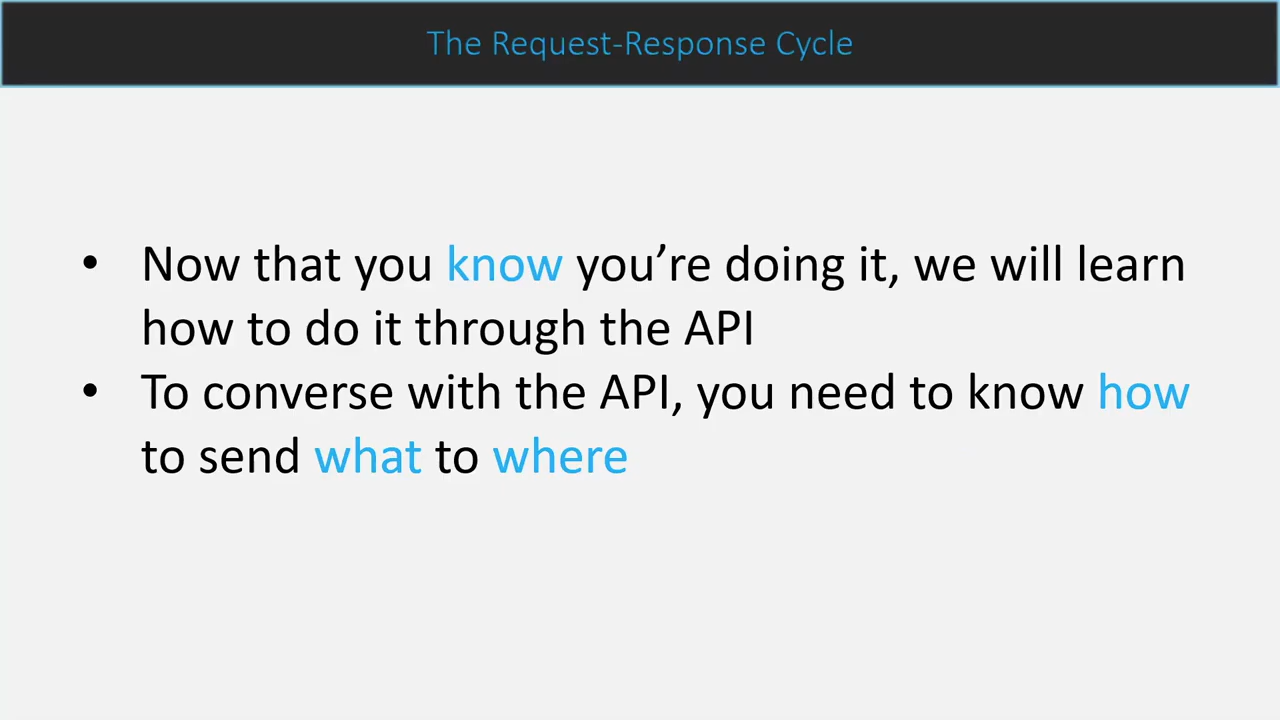 The Request-Response Cycle
• Now that you know you’re doing it, we will learn
how to do it through the API
• To converse with the API, you need to know how
to send what to where